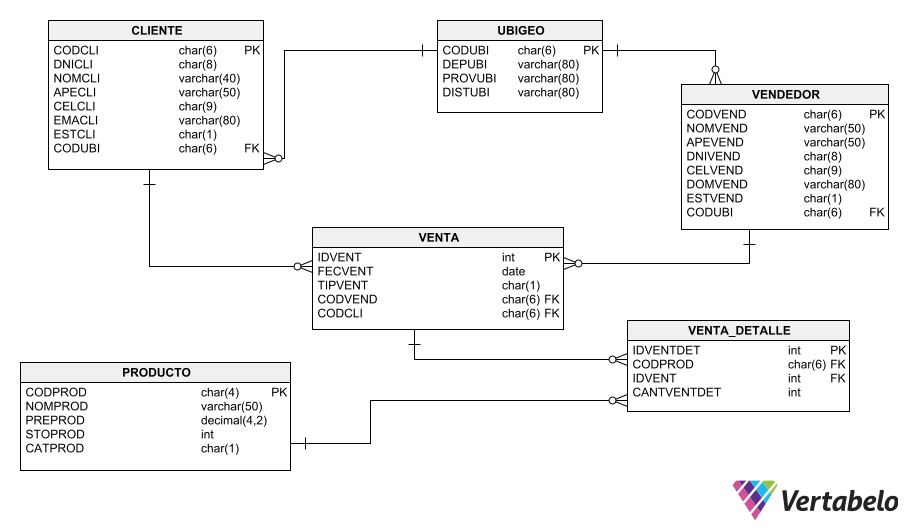 CLIENTE
CODCLI char(6) PK
DNICLI char(8)
NOMCLI varchar(40)
APECLI varchar(50)
CELCLI char(9)
EMACLI varchar(80)
ESTCLI char(1)
CODUBI char(6) FK
UBIGEO
CODUBI char(6) PK
DEPUBI varchar(80)
PROVUBI varchar(80)
DISTUBI varchar(80)
VENDEDOR
CODVEND char(6) PK
NOMVEND varchar(50)
APEVEND varchar(50)
DNIVEND char(8)
CELVEND char(9)
DOMVEND varchar(80)
ESTVEND char(1)
CODUBI char(6) FK
VENTA
IDVENT int PK
FECVENT date
TIPVENT char(1)
CODVEND char(6) FK
CODCLI char(6) FK
VENTA_DETALLE
IDVENTDET int PK
CODPROD char(6) FK
IDVENT int FK
CANTVENTDET int
PRODUCTO
CODPROD char(4) PK
NOMPROD varchar(50)
PREPROD decimal(4,2)
STOPROD int
CATPROD char(1)
Vertabelo